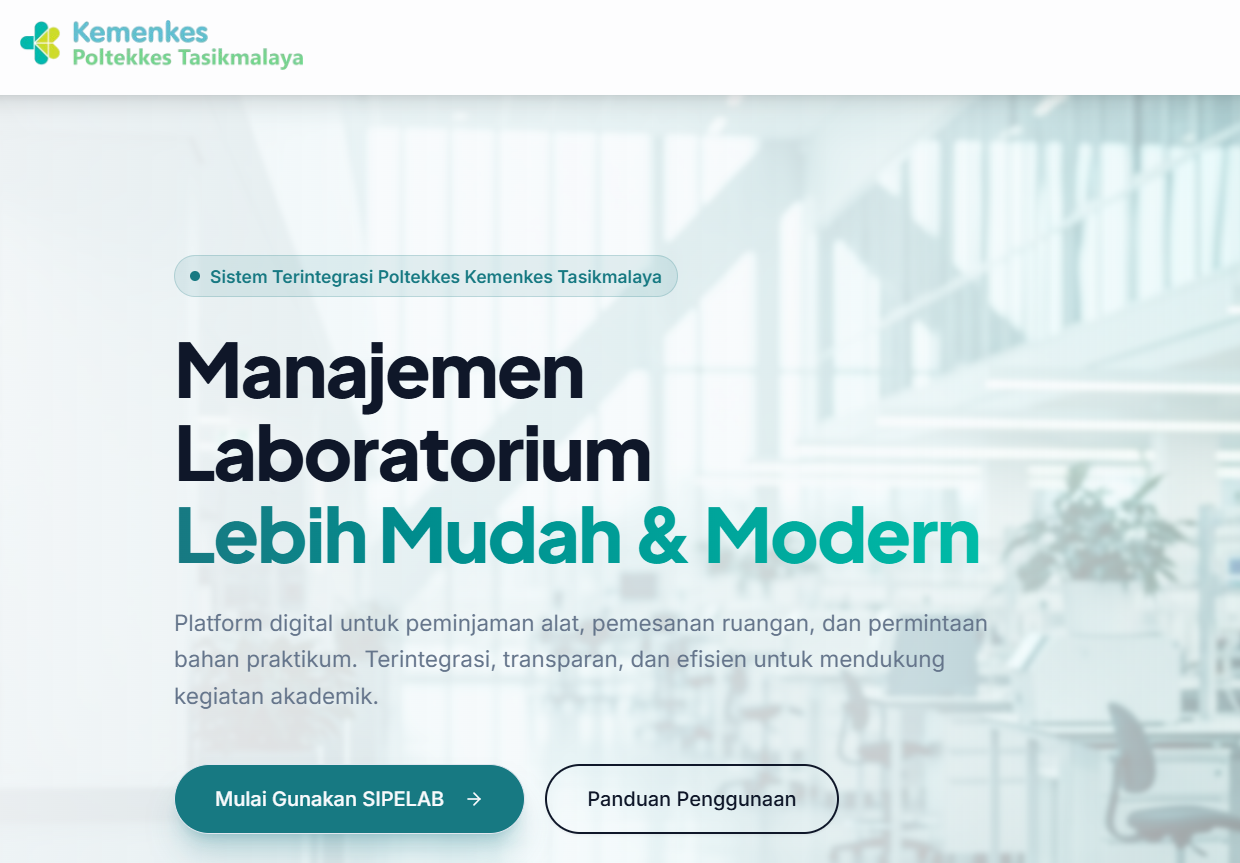 Kemenkes
Poltekkes Tasikmalaya
Sistem Terintegrasi Poltekkes Kemenkes Tasikmalaya
Manajemen
Laboratorium
Lebih Mudah & Modern
Platform digital untuk peminjaman alat, pemesanan ruangan, dan permintaan
bahan praktikum. Terintegrasi, transparan, dan efisien untuk mendukung
kegiatan akademik.
Mulai Gunakan SIPELAB →
Panduan Penggunaan